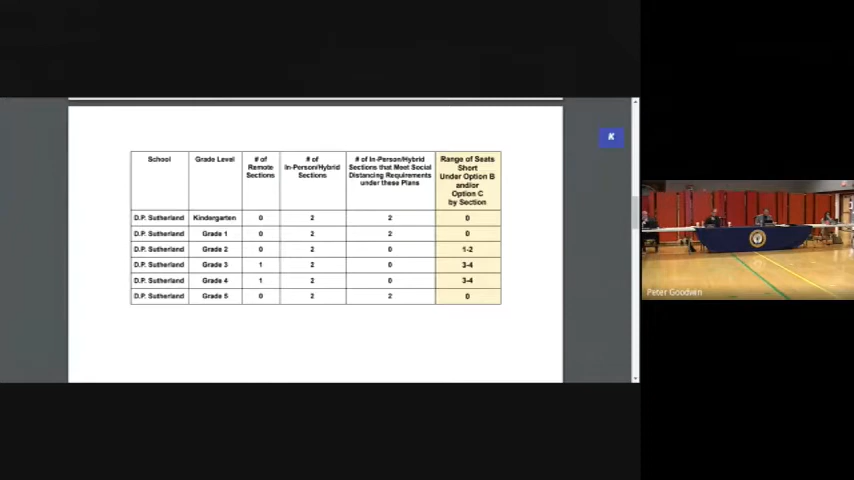 School Grade Level # of Remote Sections # of In-Person/Hybrid Sections # of In-Person/Hybrid Sections that Meet Social Distancing Requirements under these Plans Range of Seats Short Under Option B and/or Option C by Section
D.P. Sutherland Kindergarten 0 2 2 0
D.P. Sutherland Grade 1 0 2 2 0
D.P. Sutherland Grade 2 0 2 0 1-2
D.P. Sutherland Grade 3 1 2 0 3-4
D.P. Sutherland Grade 4 1 2 0 3-4
D.P. Sutherland Grade 5 0 2 2 0
K
Peter Goodwin